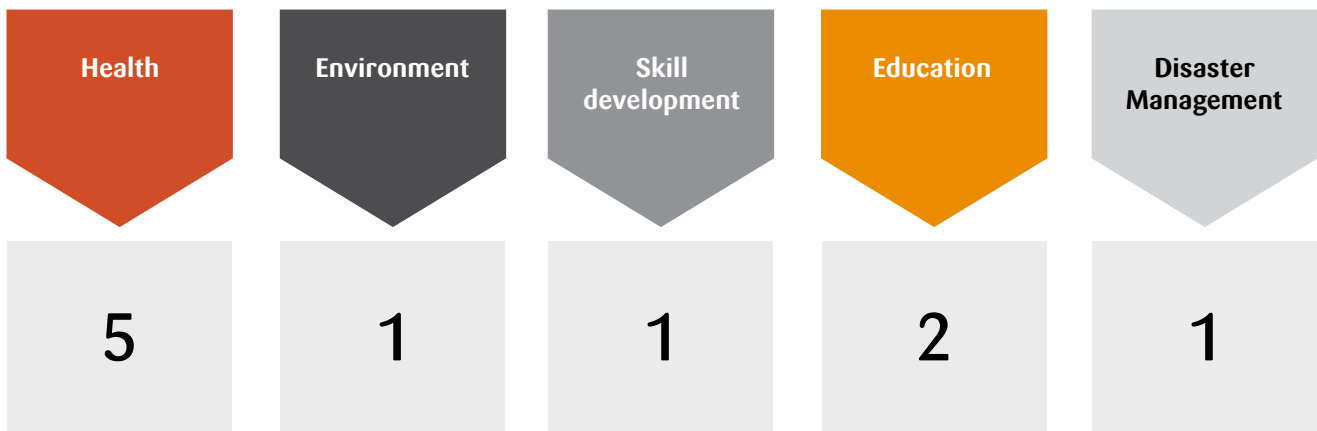 Health
Environment
Skill
development
Education
Disaster
Management
5
1
1
2
1